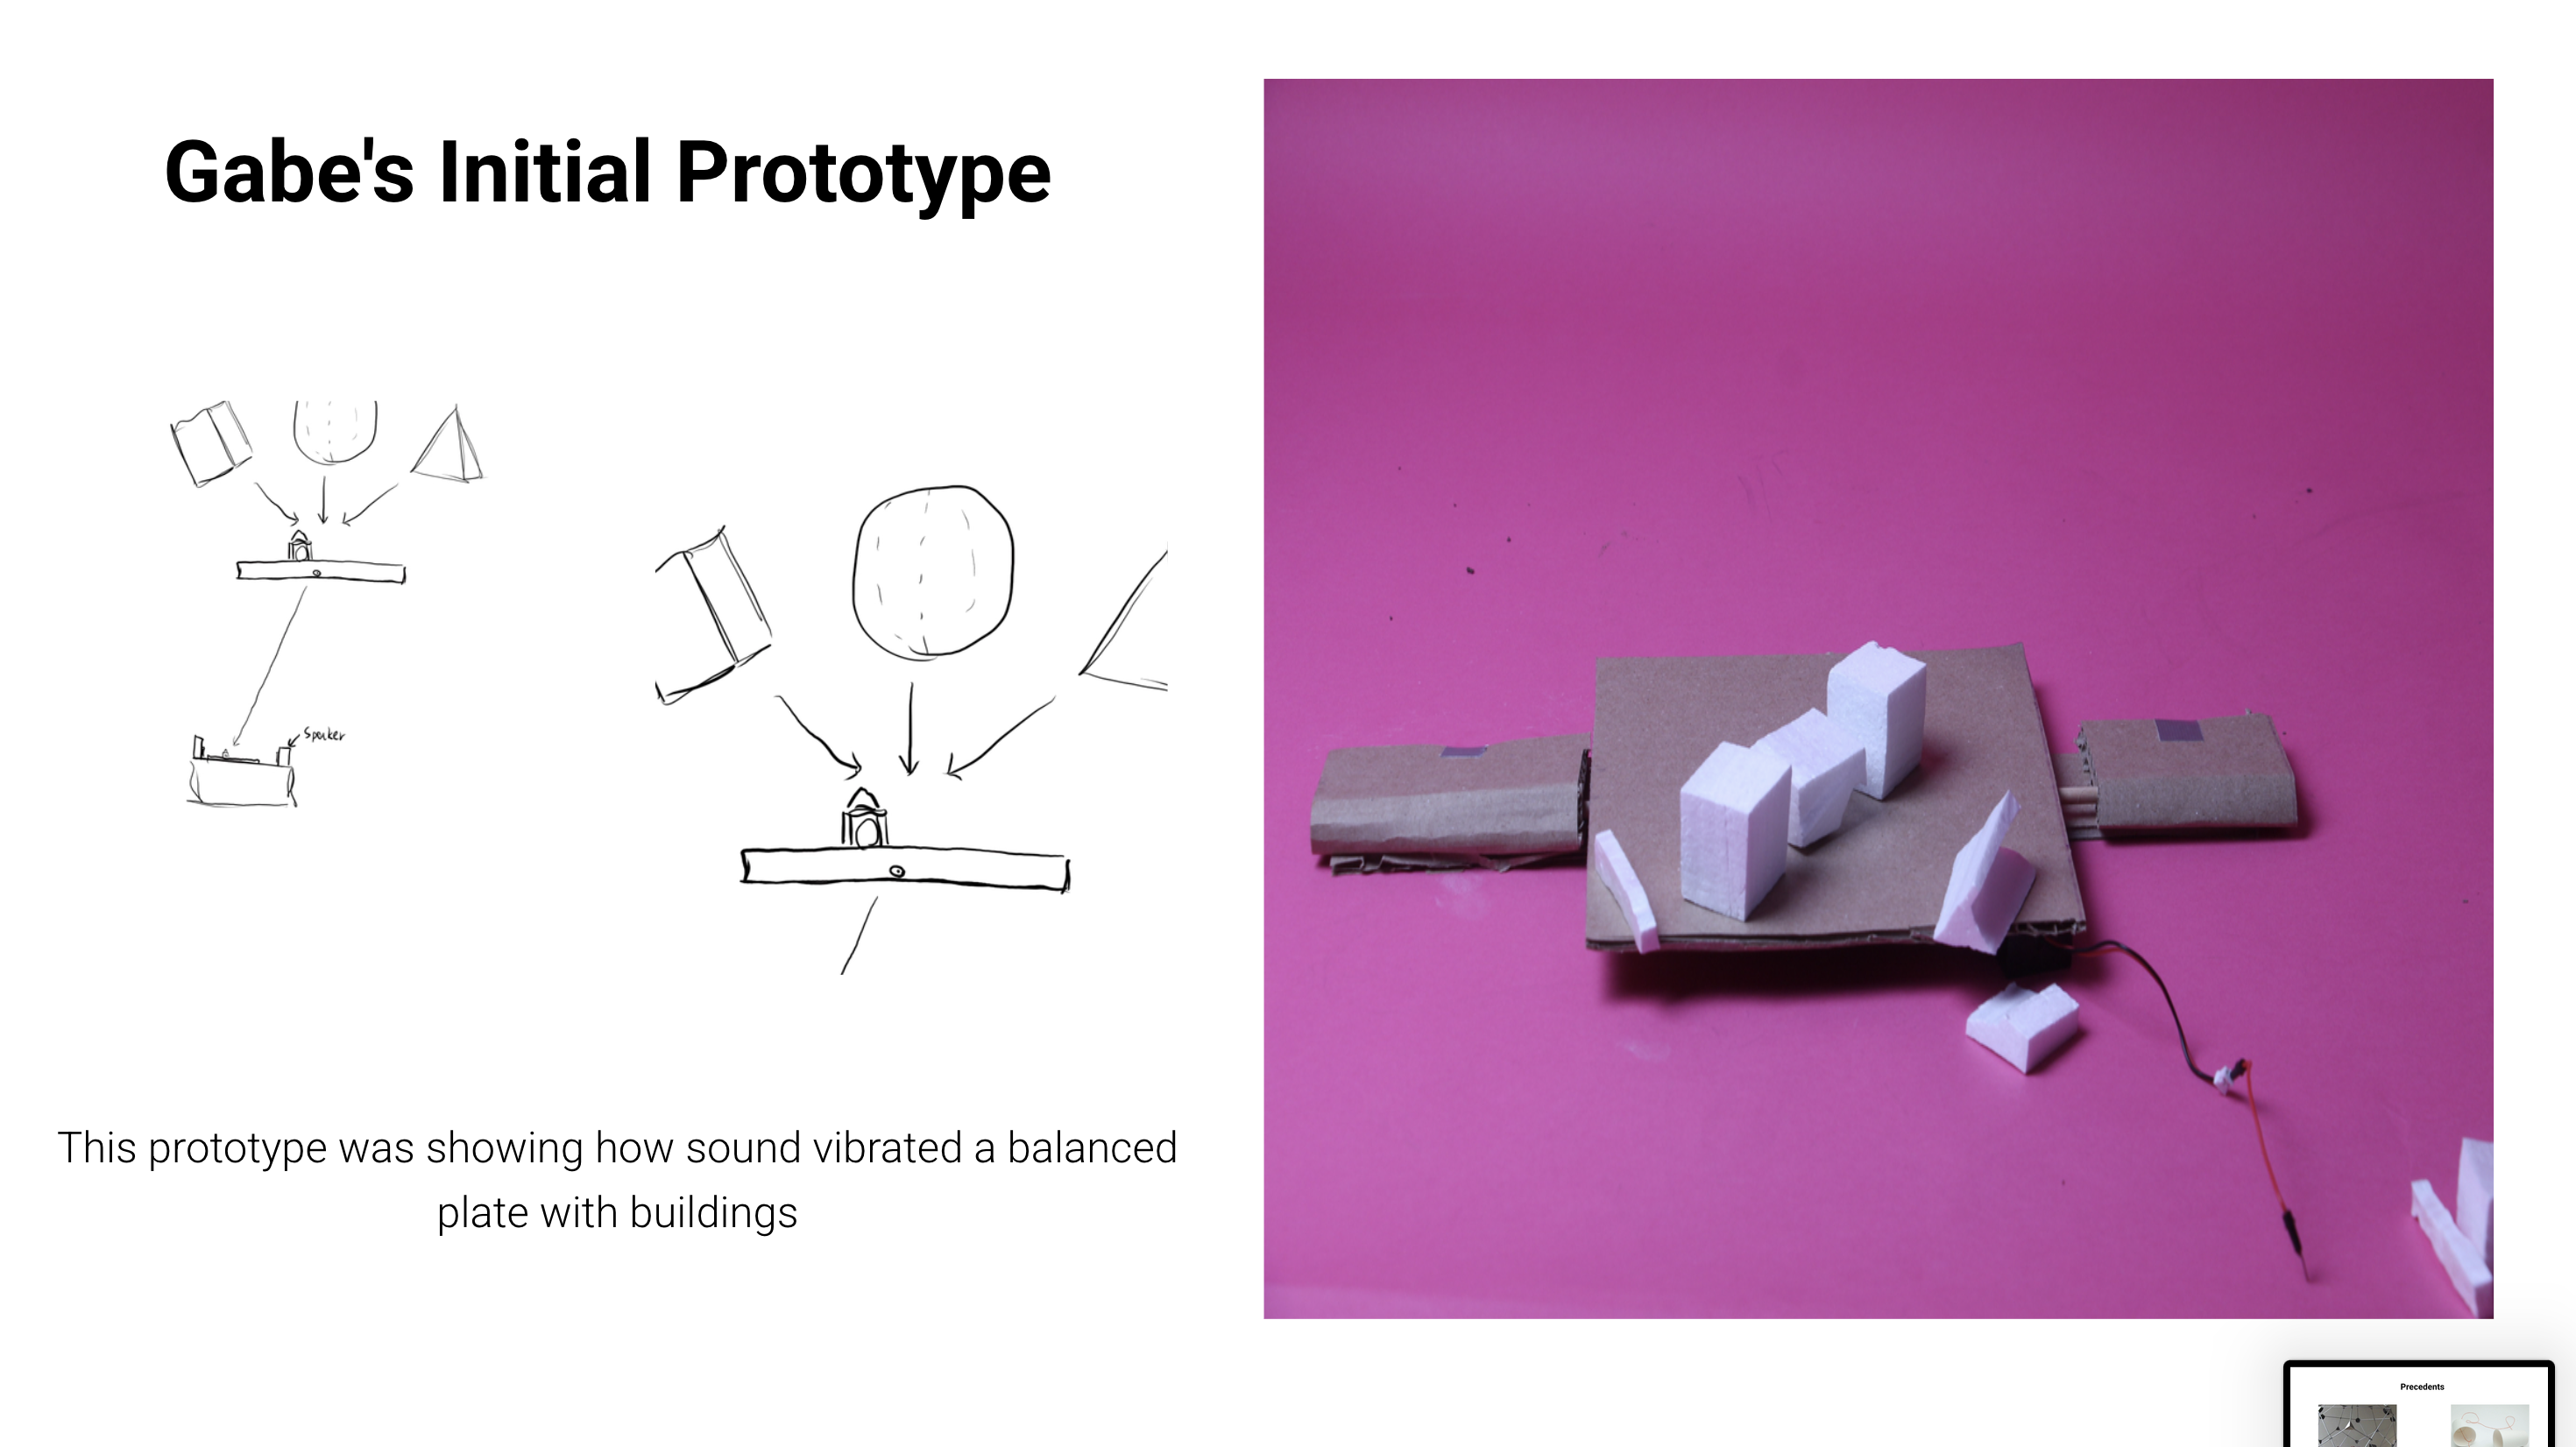 Gabe's Initial Prototype
Speaker
This prototype was showing how sound vibrated a balanced
plate with buildings
Precedents